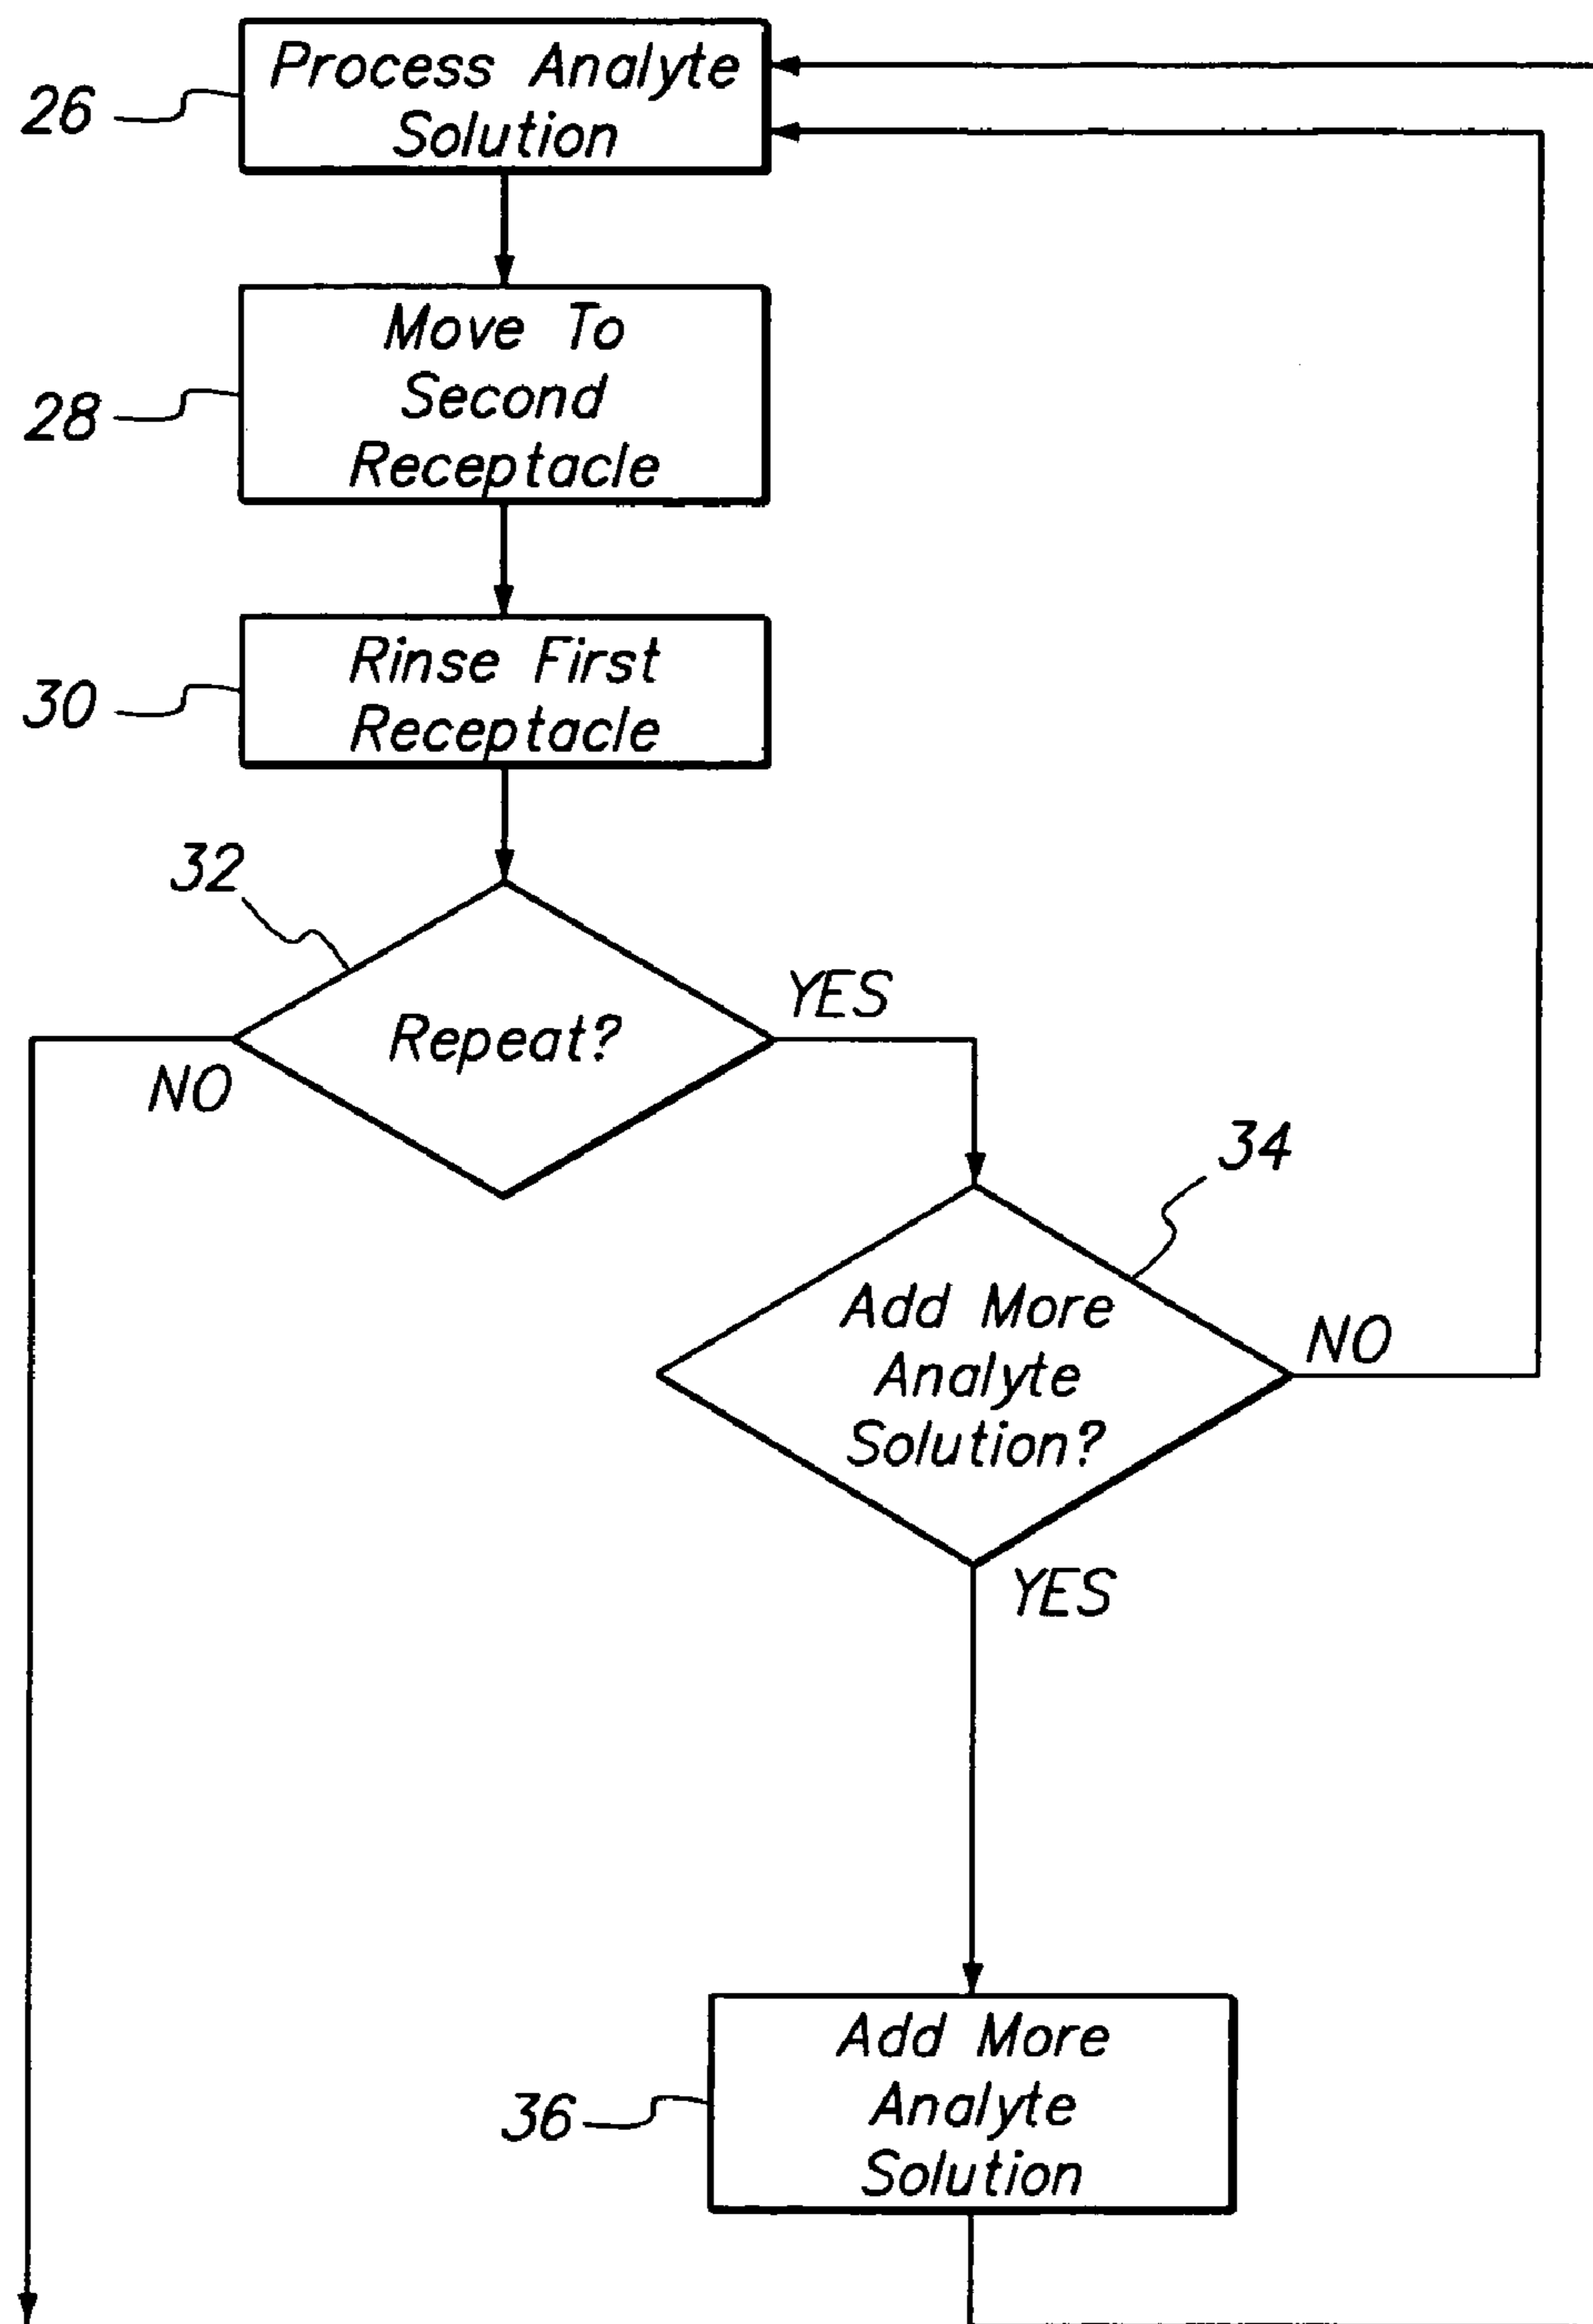 26
Process Analyte
Solution
28
Move To
Second
Receptacle
30
Rinse First
Receptacle
32
Repeat?
YES
NO
34
Add More
Analyte
Solution?
NO
YES
36
Add More
Analyte
Solution